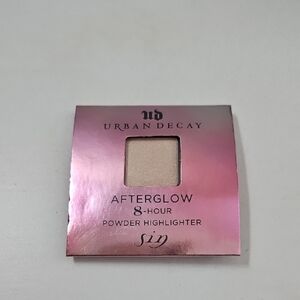 UD
URBAN DECAY
AFTERGLOW
8-HOUR
POWDER HIGHLIGHTER
sin